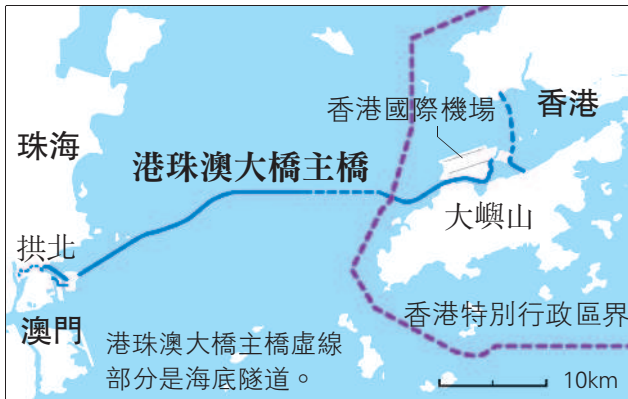 香港國際機場
香港
珠海
港珠澳大橋主橋
大嶼山
拱北
香港特別行政區界
澳門
港珠澳大橋主橋虛線
部分是海底隧道。
10km